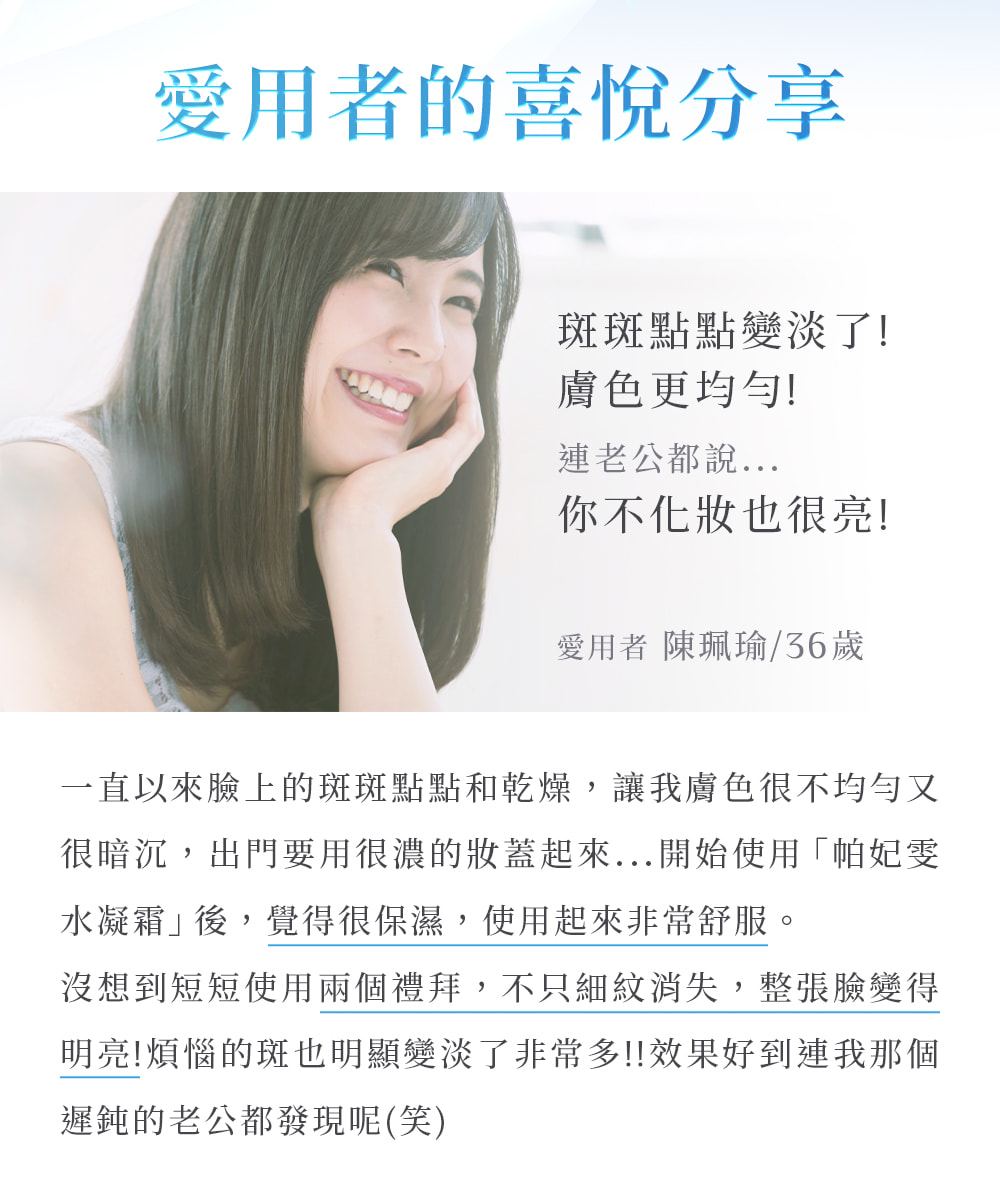 愛用者的喜悅分享
斑斑點點變淡了!
膚色更均勻!
連老公都說...
你不化妝也很亮!
愛用者 陳珮瑜/36歲
一直以來臉上的斑斑點點和乾燥，讓我膚色很不均勻又
很暗沉，出門要用很濃的妝蓋起來...開始使用「帕妃雯
水凝霜」後，覺得很保濕，使用起來非常舒服。
沒想到短短使用兩個禮拜，不只細紋消失，整張臉變得
明亮!煩惱的斑也明顯變淡了非常多!!效果好到連我那個
遲鈍的老公都發現呢(笑)